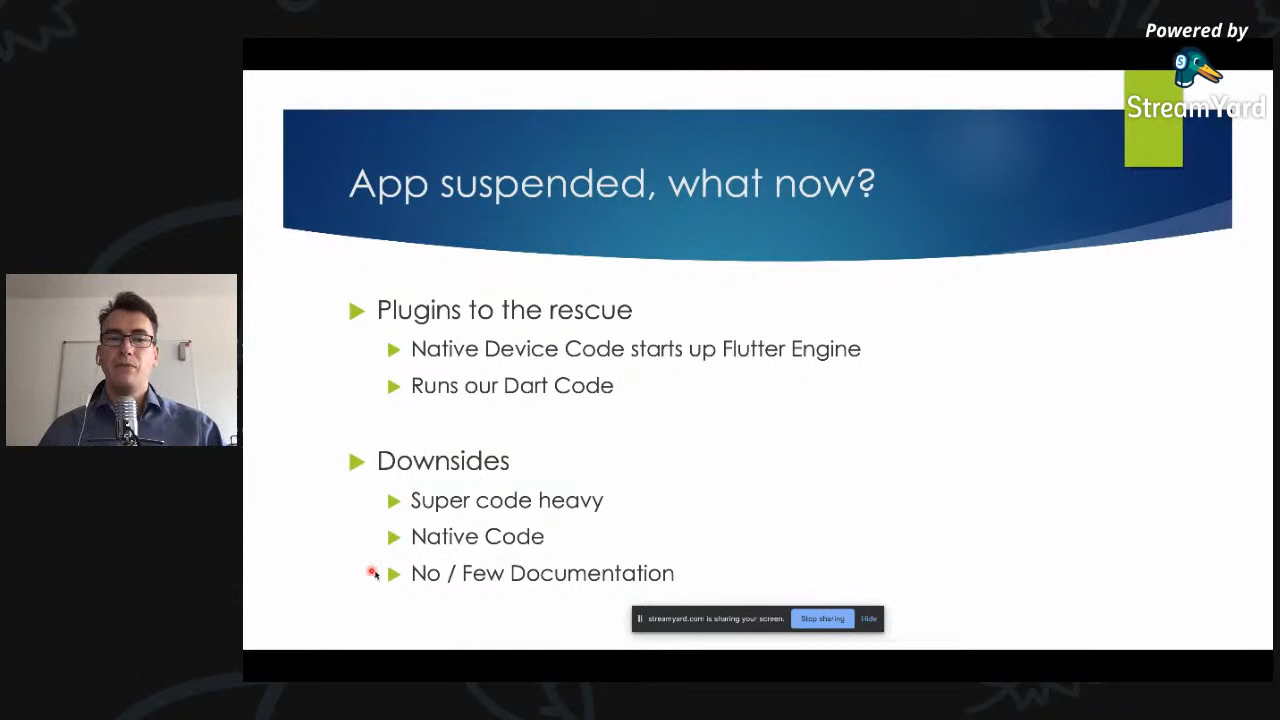 Powered by
StreamYard
App suspended, what now?
Plugins to the rescue
Native Device Code starts up Flutter Engine
Runs our Dart Code
Downsides
Super code heavy
Native Code
No / Few Documentation
streamyard.com is sharing your screen. Stop sharing Hide